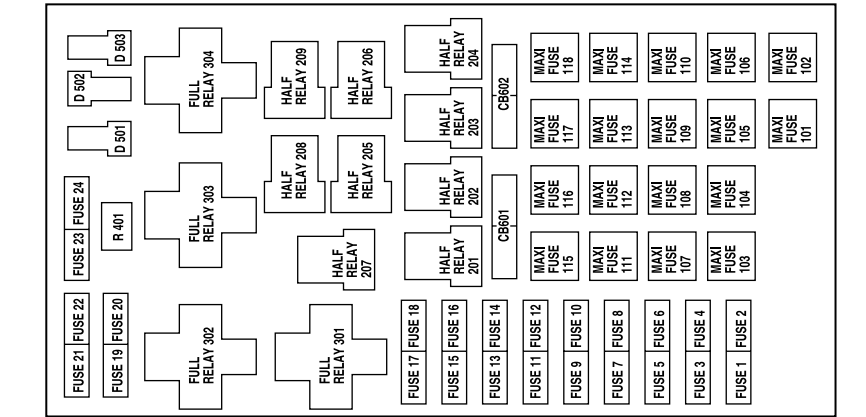 D 503
D 502
D 501
FULL
RELAY 304
HALF
RELAY 209
HALF
RELAY 206
HALF
RELAY
204
CB602
MAXI
FUSE
118
MAXI
FUSE
114
MAXI
FUSE
110
MAXI
FUSE
106
MAXI
FUSE
102
HALF
RELAY
203
MAXI
FUSE
117
MAXI
FUSE
113
MAXI
FUSE
109
MAXI
FUSE
105
MAXI
FUSE
101
FUSE 24
FUSE 23
R 401
FULL
RELAY 303
HALF
RELAY 208
HALF
RELAY 205
HALF
RELAY
202
CB601
MAXI
FUSE
116
MAXI
FUSE
112
MAXI
FUSE
108
MAXI
FUSE
104
HALF
RELAY
207
HALF
RELAY
201
MAXI
FUSE
115
MAXI
FUSE
111
MAXI
FUSE
107
MAXI
FUSE
103
FUSE 22
FUSE 20
FUSE 21
FUSE 19
FULL
RELAY 302
FULL
RELAY 301
FUSE 18
FUSE 16
FUSE 14
FUSE 12
FUSE 10
FUSE 8
FUSE 6
FUSE 4
FUSE 2
FUSE 17
FUSE 15
FUSE 13
FUSE 11
FUSE 9
FUSE 7
FUSE 5
FUSE 3
FUSE 1